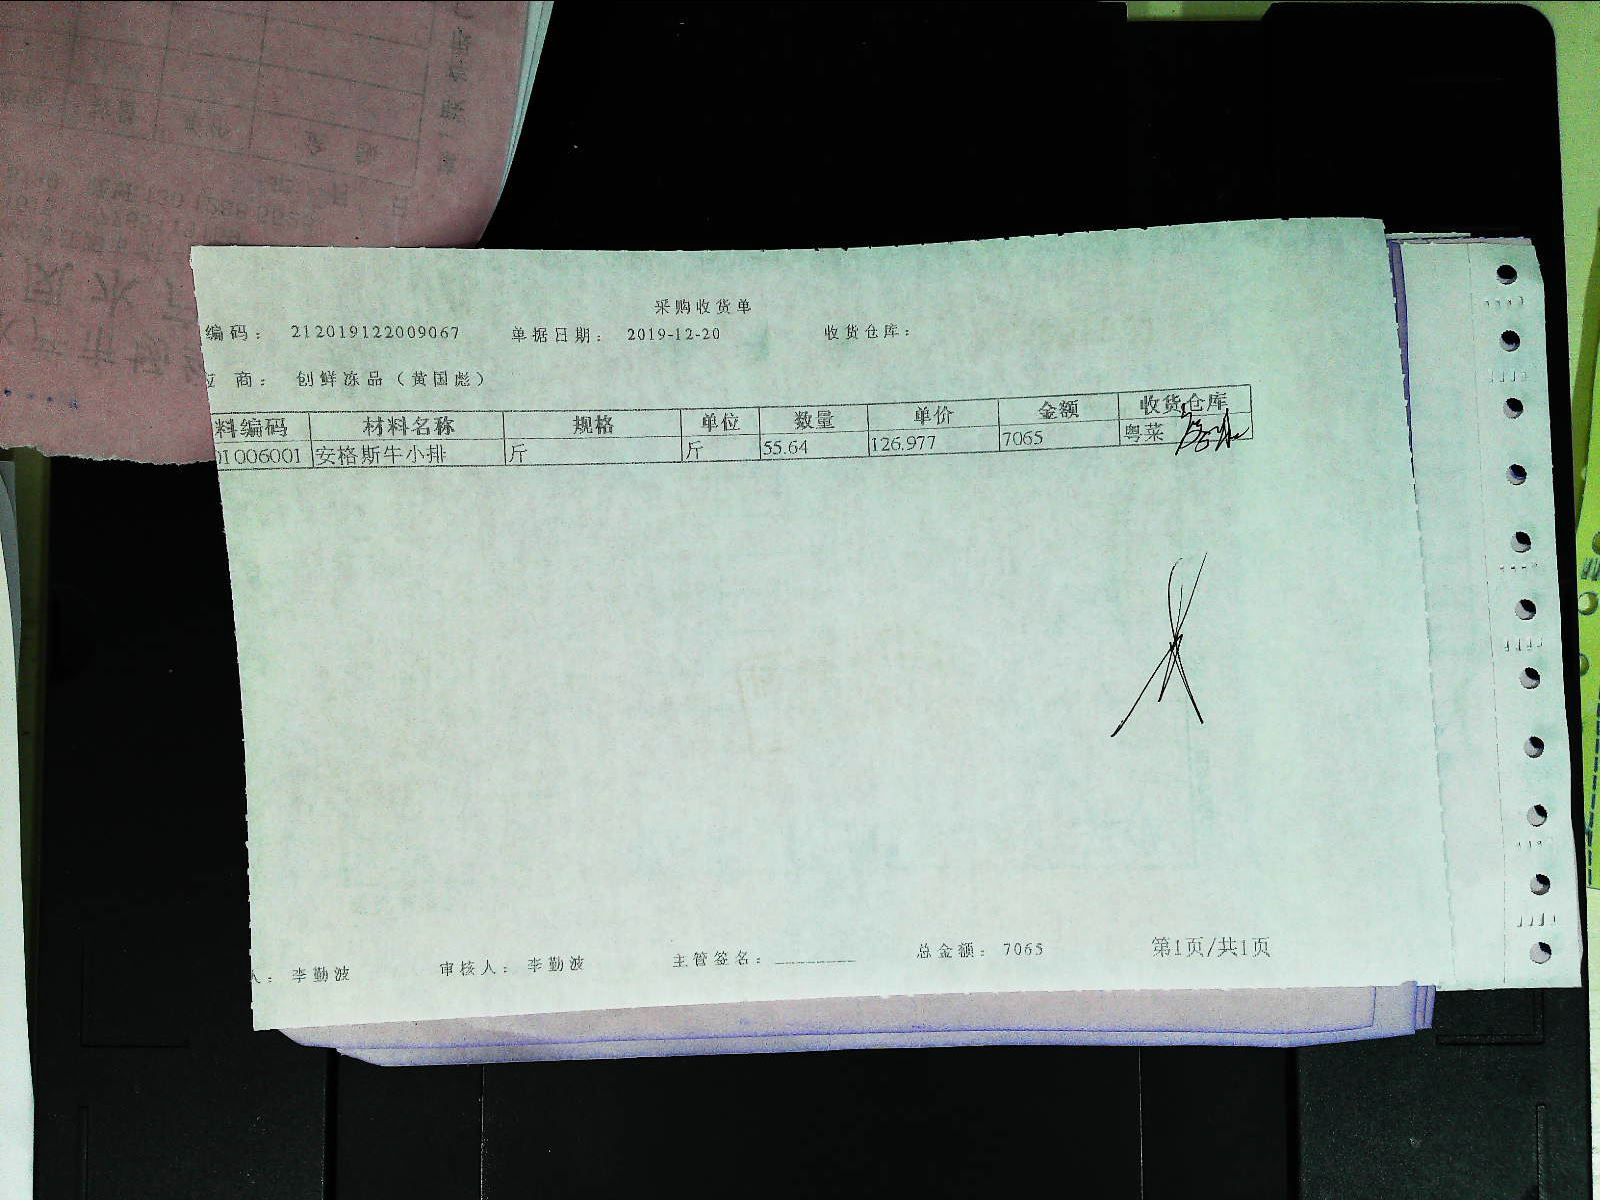 采购收货单
编码： 212019122009067 单据日期： 2019-12-20 收货仓库：
商： 创鲜冻品（黄国彪）
料编码 材料名称 规格 单位 数量 单价 金额 收货仓库
01006001 安格斯牛小排 斤 斤 55.64 126.977 7065 粤菜
人： 李勤波 审核人： 李勤波 主管签名： 总金额： 7065 第1页/共1页